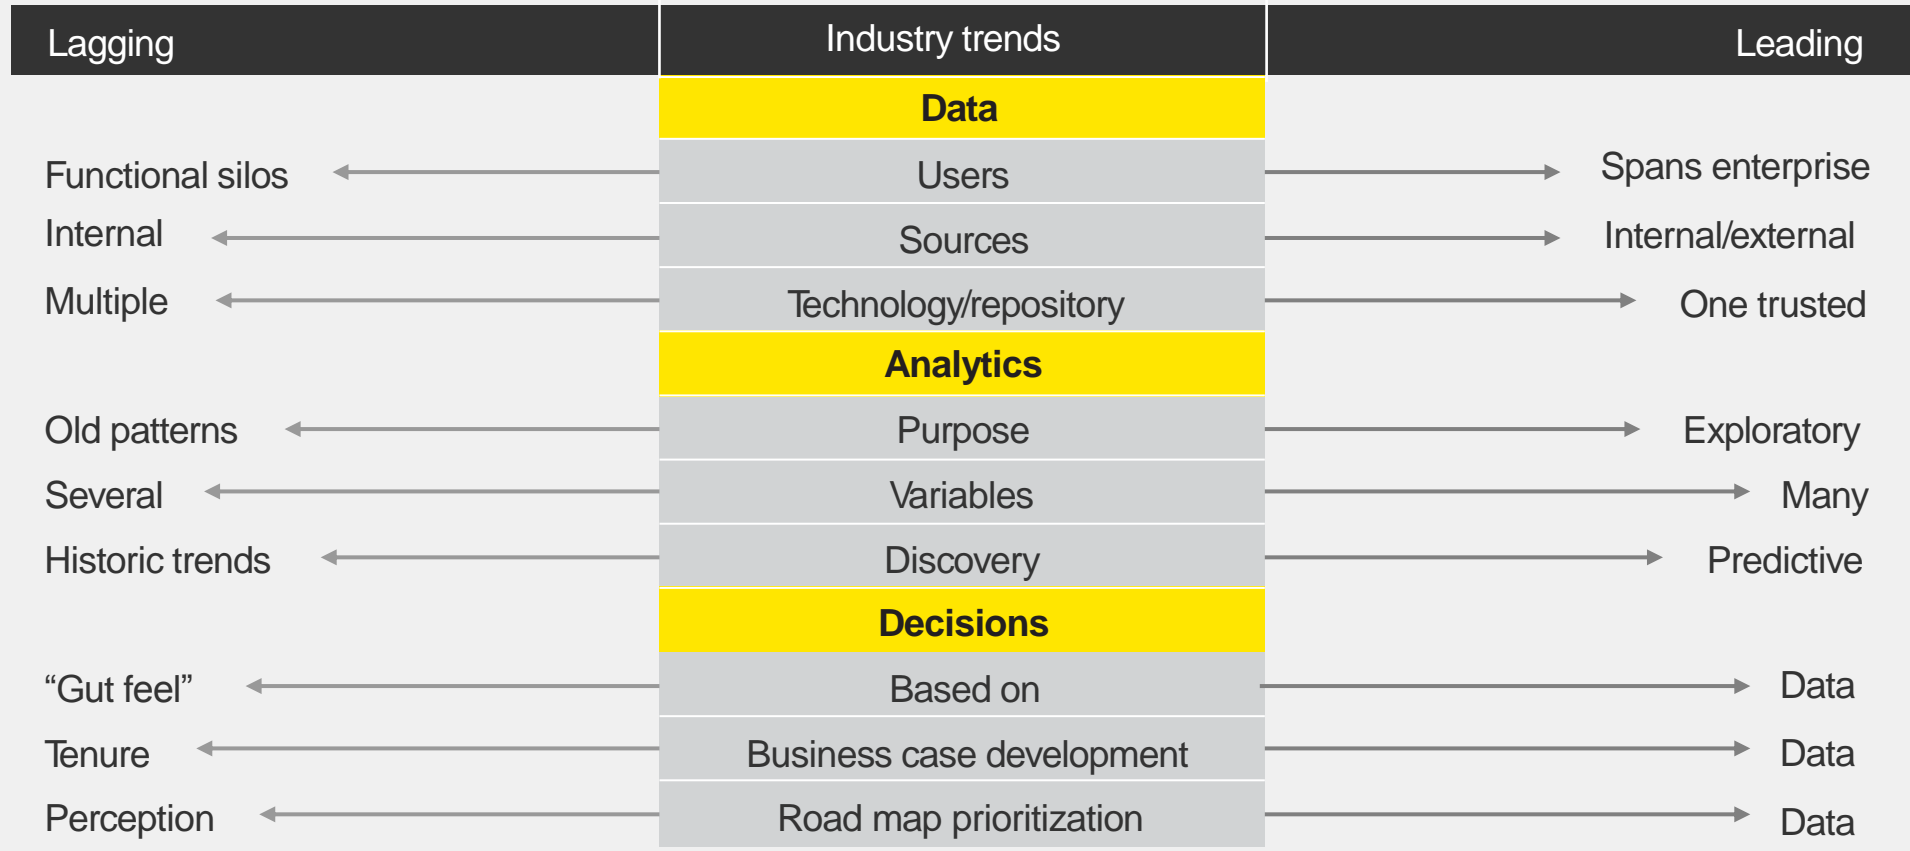 Lagging Industry trends Leading
Data
Functional silos Users Spans enterprise
Internal Sources Internal/external
Multiple Technology/repository One trusted
Analytics
Old patterns Purpose Exploratory
Several Variables Many
Historic trends Discovery Predictive
Decisions
“Gut feel” Based on Data
Tenure Business case development Data
Perception Road map prioritization Data